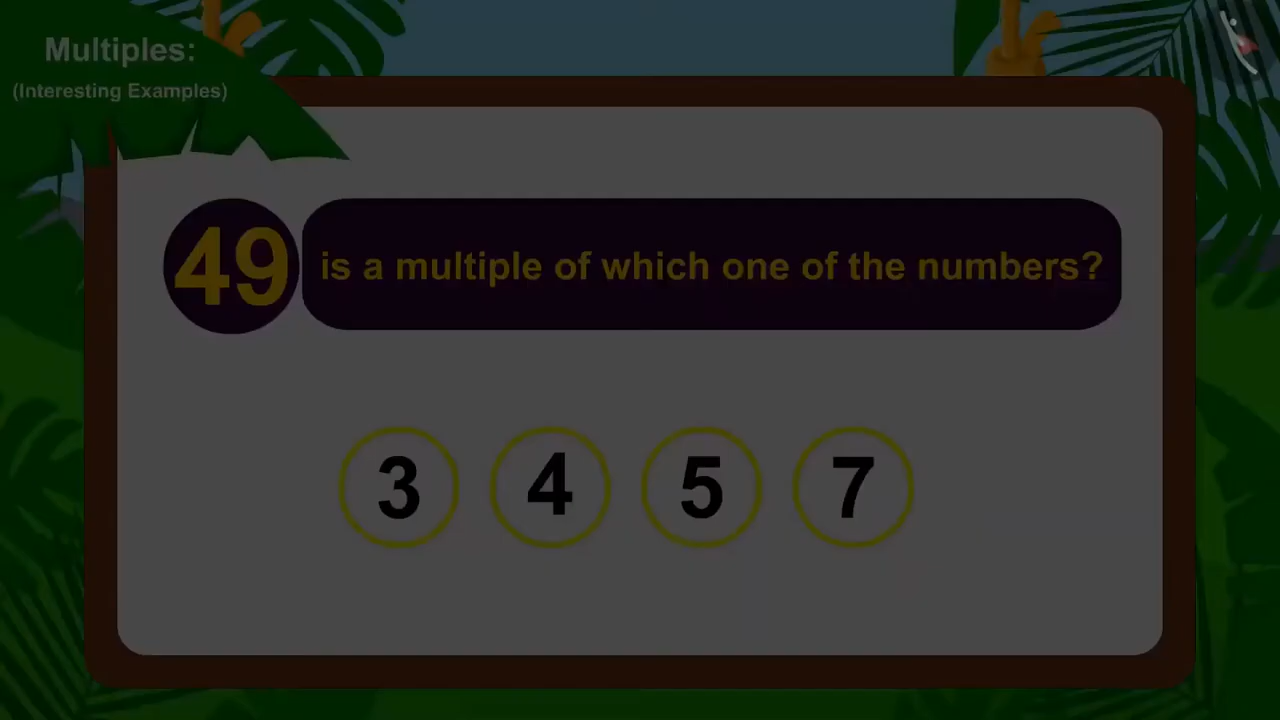 Multiples:
(Interesting Examples)
49 is a multiple of which one of the numbers?
3 4 5 7